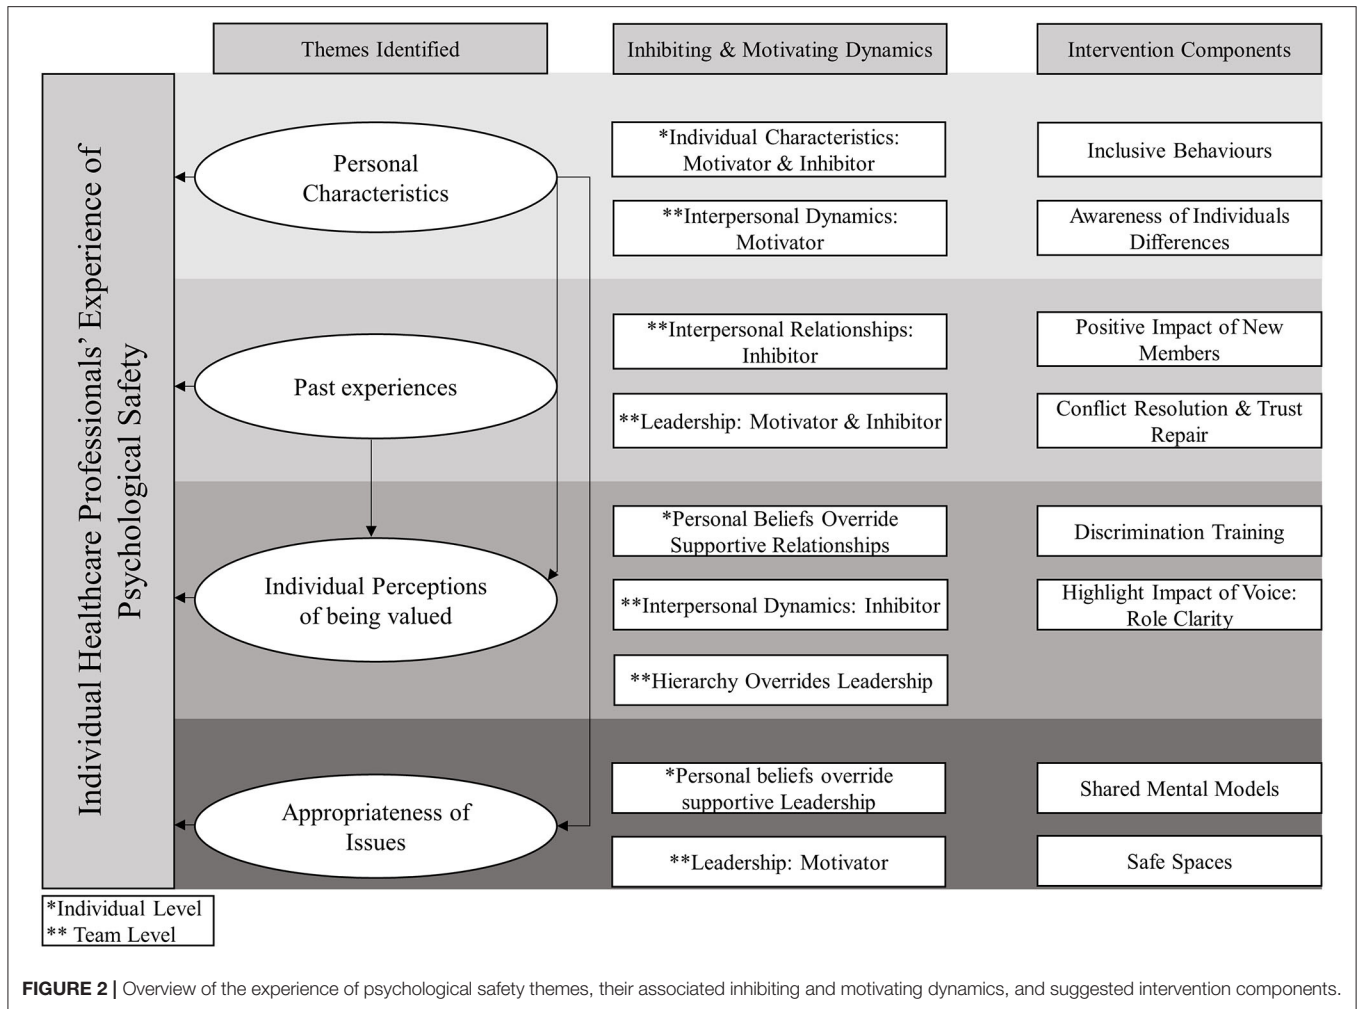 Themes Identified
Inhibiting & Motivating Dynamics
Intervention Components
Individual Healthcare Professionals’ Experience of
Psychological Safety
Personal
Characteristics
*Individual Characteristics:
Motivator & Inhibitor
**Interpersonal Dynamics:
Motivator
Inclusive Behaviours
Awareness of Individuals
Differences
Past experiences
**Interpersonal Relationships:
Inhibitor
**Leadership: Motivator & Inhibitor
Positive Impact of New
Members
Conflict Resolution & Trust
Repair
Individual Perceptions
of being valued
*Personal Beliefs Override
Supportive Relationships
**Interpersonal Dynamics: Inhibitor
**Hierarchy Overrides Leadership
Discrimination Training
Highlight Impact of Voice:
Role Clarity
Appropriateness of
Issues
*Personal beliefs override
supportive Leadership
**Leadership: Motivator
Shared Mental Models
Safe Spaces
*Individual Level
** Team Level
FIGURE 2 | Overview of the experience of psychological safety themes, their associated inhibiting and motivating dynamics, and suggested intervention components.